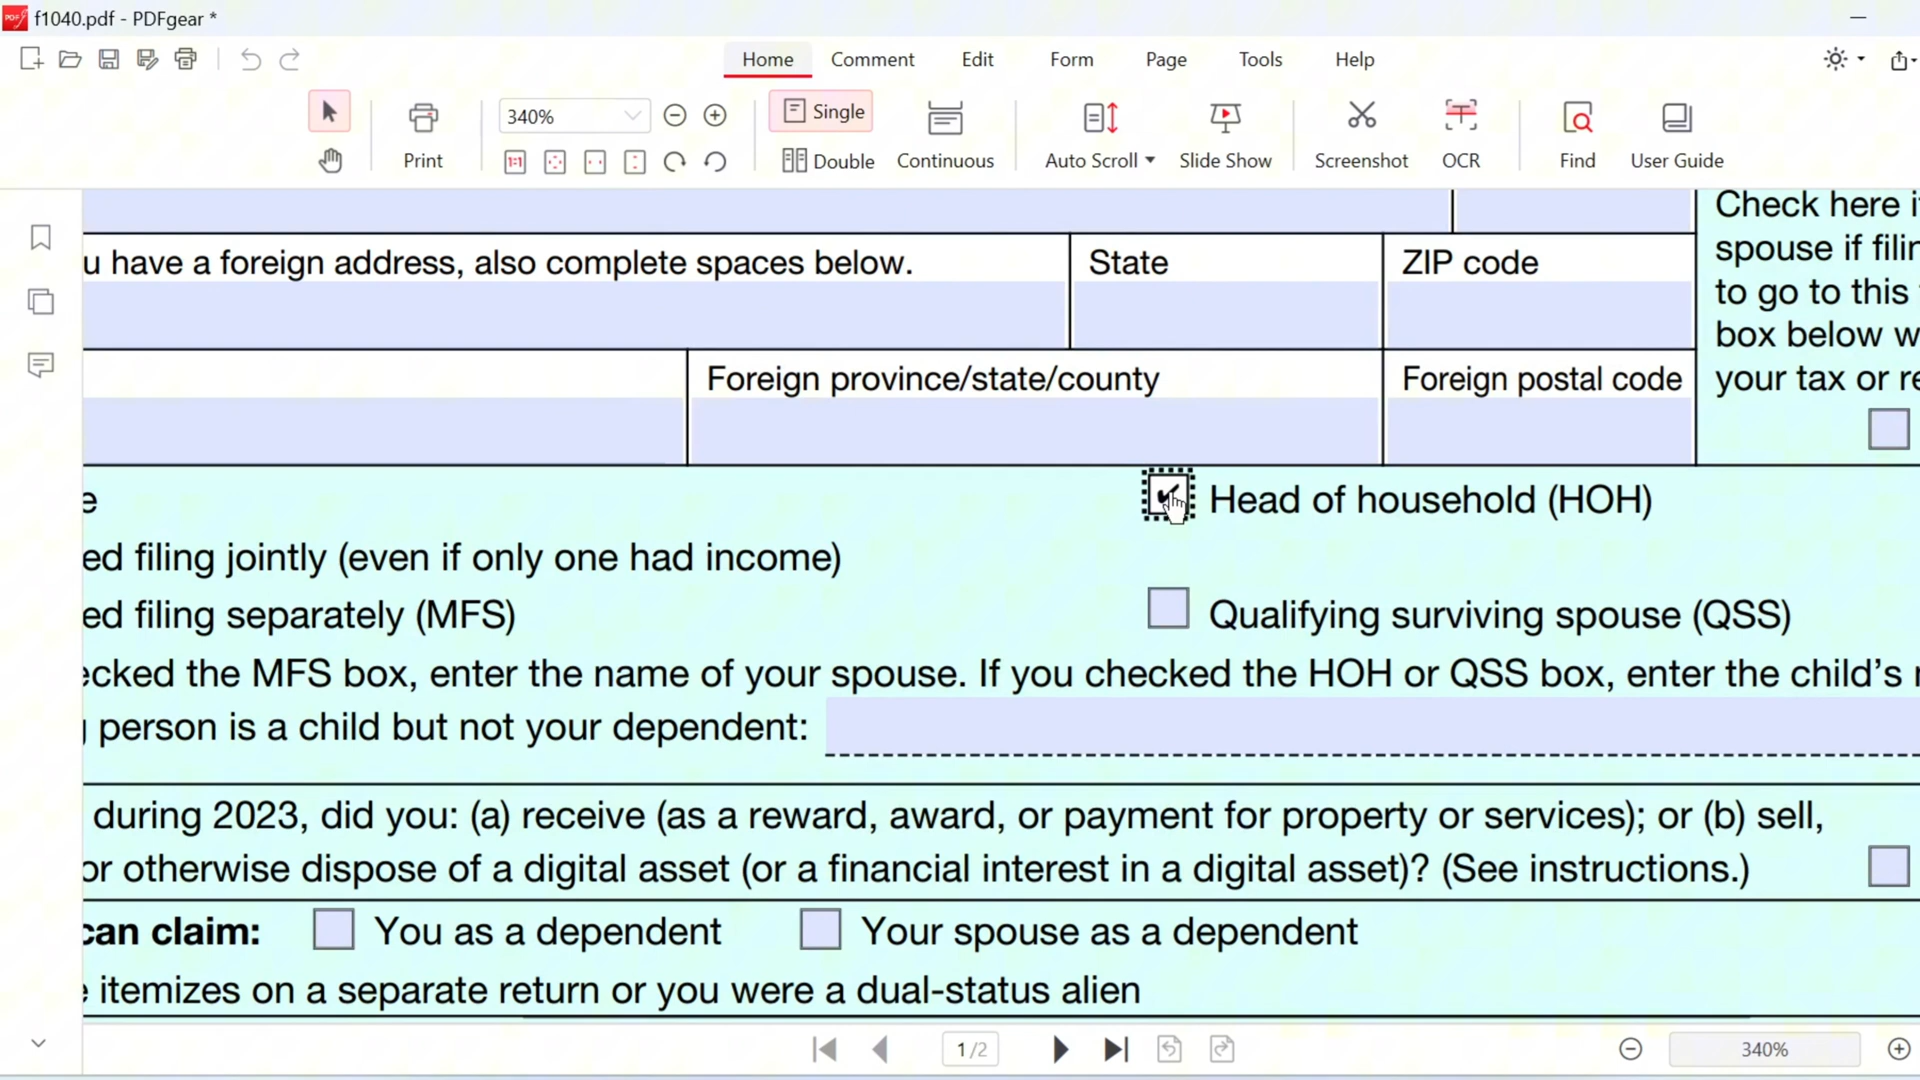 f1040.pdf - PDFgear *
Home Comment Edit Form Page Tools Help
Print
340%
Single
Double
Continuous
Auto Scroll
Slide Show
Screenshot
OCR
Find
User Guide
Check here
spouse if
to go to this
box below
your tax or
u have a foreign address, also complete spaces below.
State
ZIP code
Foreign province/state/county
Foreign postal code
e
Head of household (HOH)
ed filing jointly (even if only one had income)
ed filing separately (MFS)
Qualifying surviving spouse (QSS)
ecked the MFS box, enter the name of your spouse. If you checked the HOH or QSS box, enter the child's
person is a child but not your dependent:
during 2023, did you: (a) receive (as a reward, award, or payment for property or services); or (b) sell,
or otherwise dispose of a digital asset (or a financial interest in a digital asset)? (See instructions.)
can claim: You as a dependent Your spouse as a dependent
itemizes on a separate return or you were a dual-status alien
1/2
340%